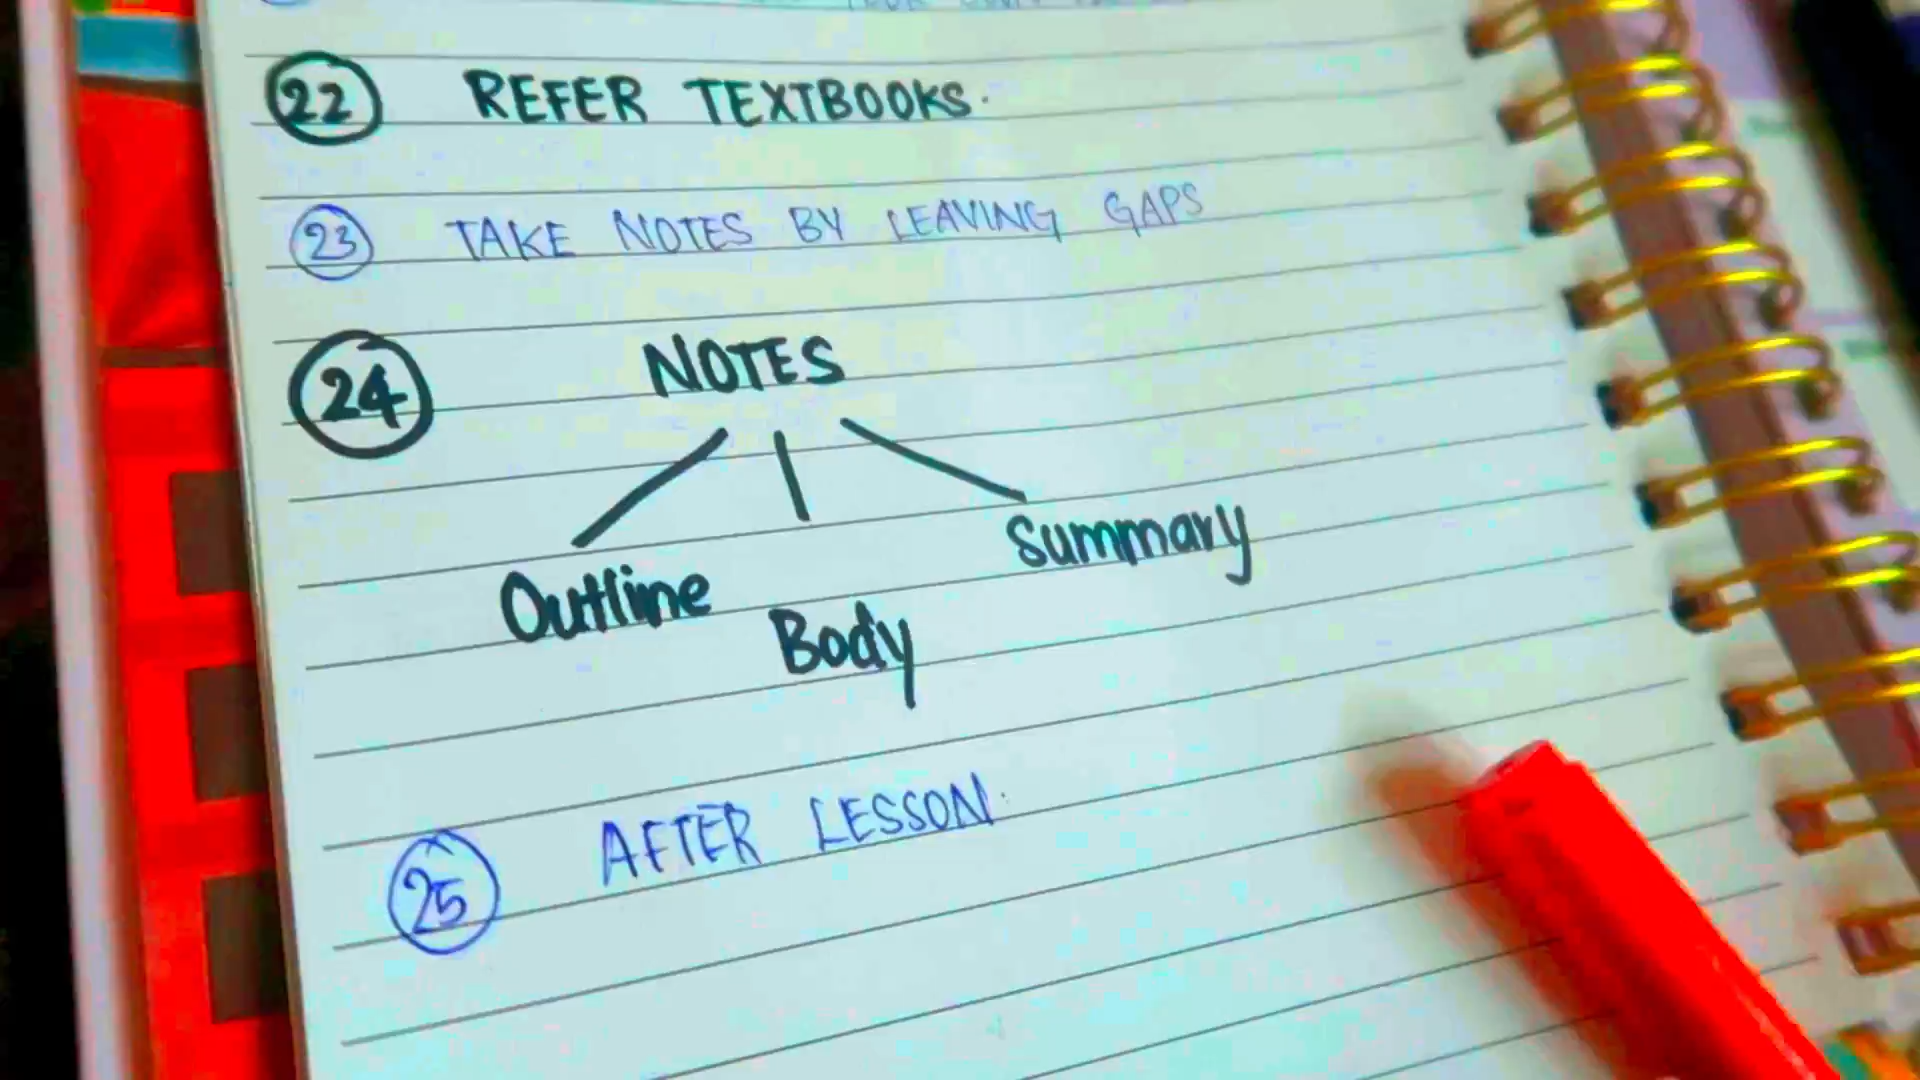 22 REFER TEXTBOOKS.
23 TAKE NOTES BY LEAVING GAPS
24 NOTES
Outline Body Summary
25 AFTER LESSON.